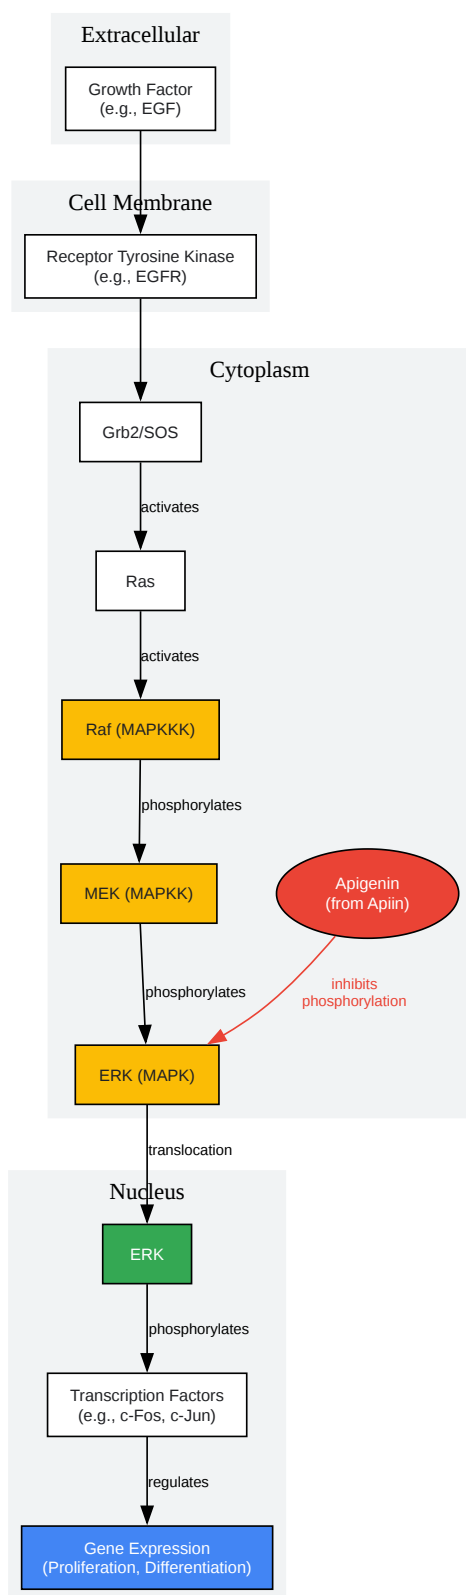 Extracellular
Growth Factor
(e.g., EGF)
Cell Membrane
Receptor Tyrosine Kinase
(e.g., EGFR)
Cytoplasm
Grb2/SOS
activates
Ras
activates
Raf (MAPKKK)
phosphorylates
MEK (MAPKK)
Apigenin
(from Apiin)
phosphorylates
inhibits
phosphorylation
ERK (MAPK)
translocation
Nucleus
ERK
phosphorylates
Transcription Factors
(e.g., c-Fos, c-Jun)
regulates
Gene Expression
(Proliferation, Differentiation)